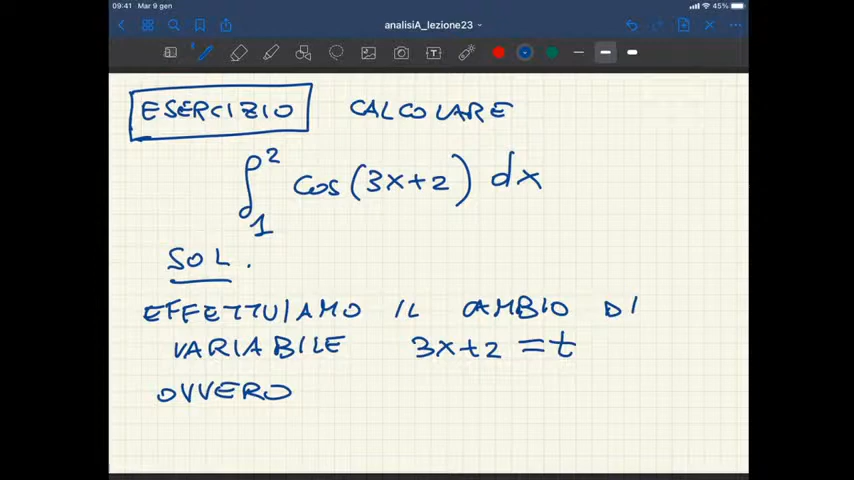 09:41 Mar 9 gen
45%
analisiA_lezione23
ESERCIZIO CALCOLARE
∫₁² cos(3x+2) dx
SOL.
EFFETTUIAMO IL CAMBIO DI
VARIABILE 3x+2 = t
OVVERO